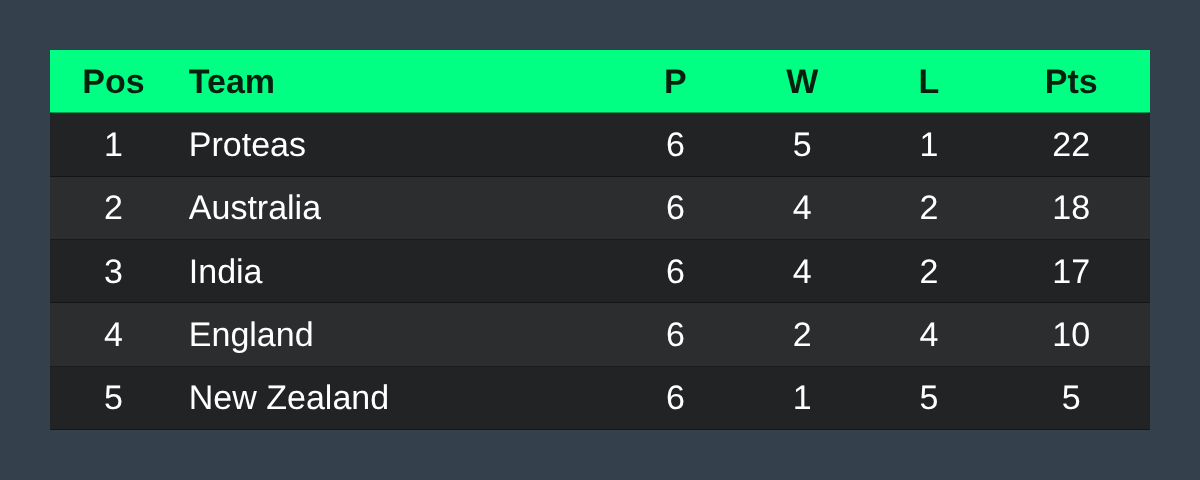 Pos Team P W L Pts
1 Proteas 6 5 1 22
2 Australia 6 4 2 18
3 India 6 4 2 17
4 England 6 2 4 10
5 New Zealand 6 1 5 5